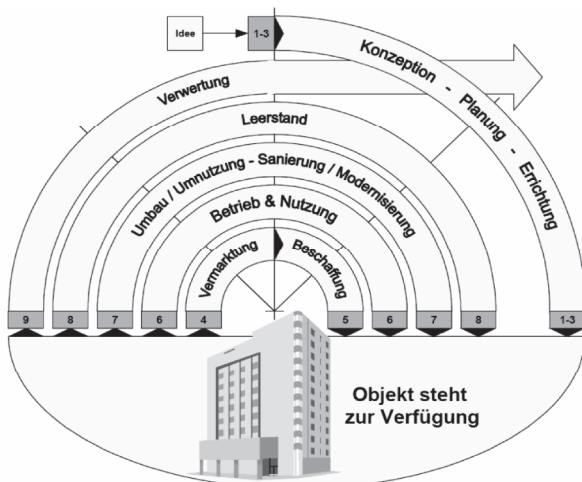 Idee
1-3
Konzeption - Planung - Errichtung
Verwertung
Leerstand
Umbau / Umnutzung - Sanierung / Modernisierung
Betrieb & Nutzung
Vermarktung
Beschaffung
9
8
7
6
4
5
6
7
8
1-3
Objekt steht
zur Verfügung